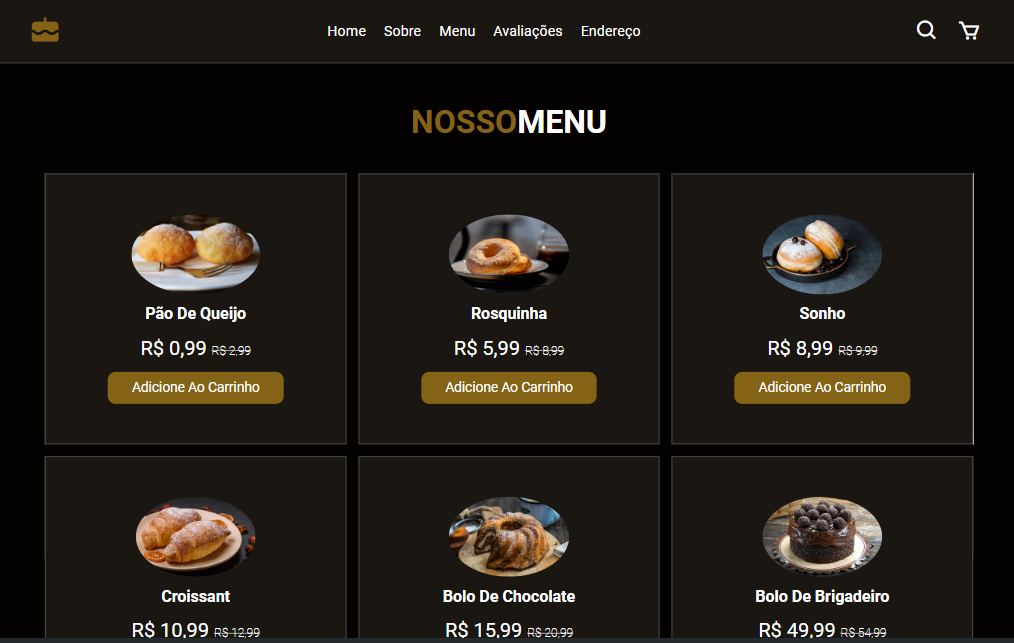 Home Sobre Menu Avaliações Endereço
NOSSOMENU
Pão De Queijo Rosquinha Sonho
R$ 0,99 R$ 2,99 R$ 5,99 R$ 8,99 R$ 8,99 R$ 9,99
Adicione Ao Carrinho Adicione Ao Carrinho Adicione Ao Carrinho
Croissant Bolo De Chocolate Bolo De Brigadeiro
R$ 10,99 R$ 12,99 R$ 15,99 R$ 20,99 R$ 49,99 R$ 54,99